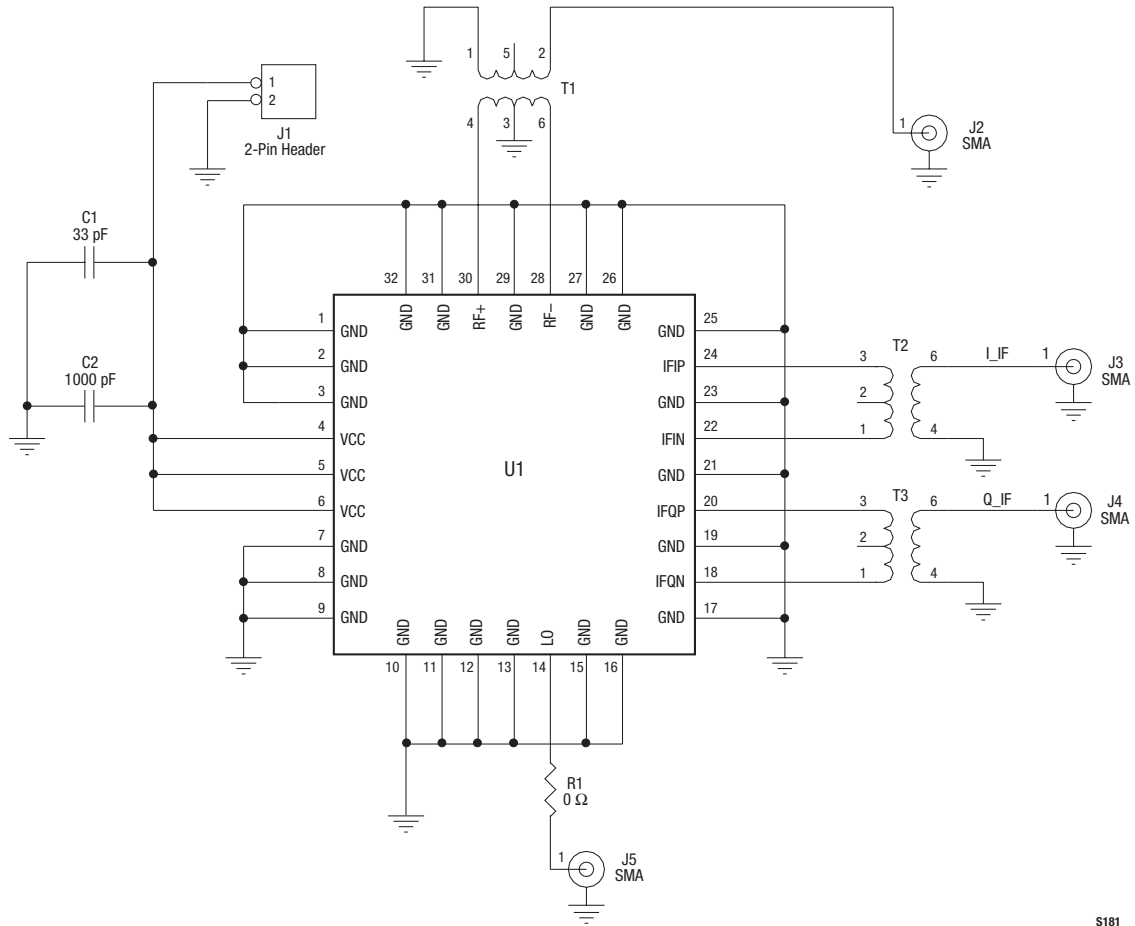 1
5
2
T1
4
3
6
1
2
J1
2-Pin Header
1
J2
SMA
C1
33 pF
C2
1000 pF
32
31
30
29
28
27
26
GND
GND
RF+
GND
RF–
GND
GND
1
GND
2
GND
3
GND
4
VCC
5
VCC
6
VCC
7
GND
8
GND
9
GND
U1
25
GND
24
IFIP
23
GND
22
IFIN
21
GND
20
IFQP
19
GND
18
IFQN
17
GND
T2
3
2
1
6
4
I_IF
1
J3
SMA
T3
3
2
1
6
4
Q_IF
1
J4
SMA
GND
GND
GND
GND
LO
GND
GND
10
11
12
13
14
15
16
R1
0 Ω
1
J5
SMA
S181